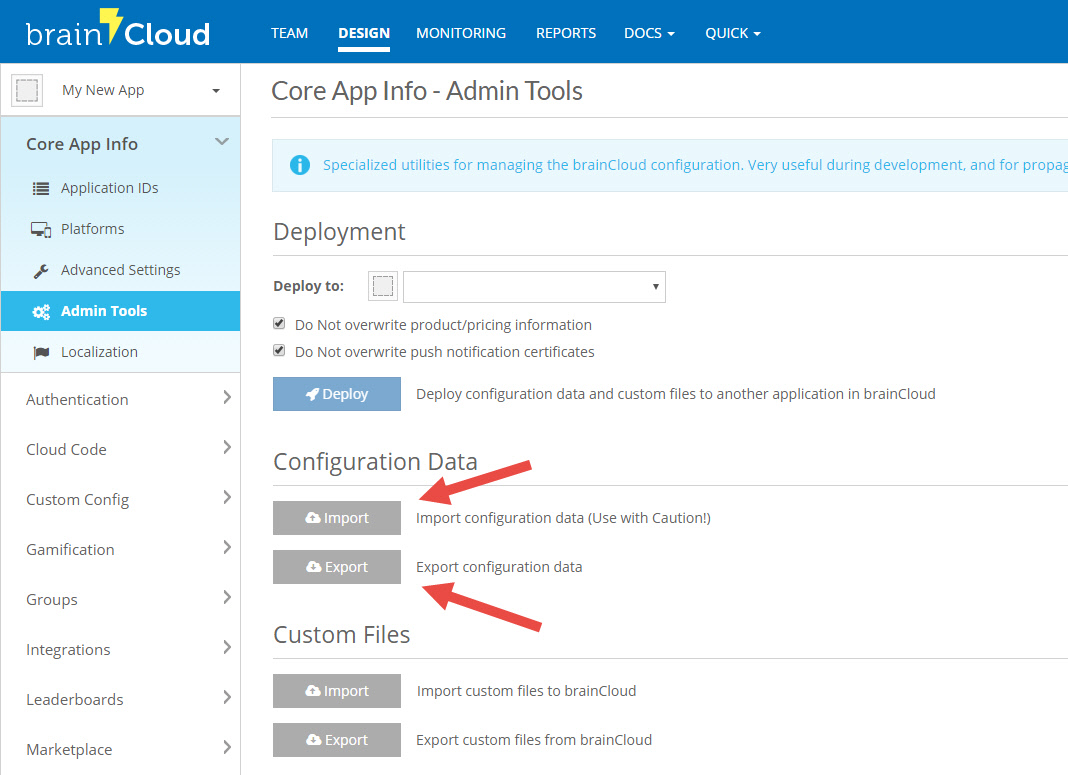 brainCloud
TEAM DESIGN MONITORING REPORTS DOCS QUICK
My New App
Core App Info
Application IDs
Platforms
Advanced Settings
Admin Tools
Localization
Authentication
Cloud Code
Custom Config
Gamification
Groups
Integrations
Leaderboards
Marketplace
Core App Info - Admin Tools
Specialized utilities for managing the brainCloud configuration. Very useful during development, and for propag
Deployment
Deploy to:
Do Not overwrite product/pricing information
Do Not overwrite push notification certificates
Deploy Deploy configuration data and custom files to another application in brainCloud
Configuration Data
Import Import configuration data (Use with Caution!)
Export Export configuration data
Custom Files
Import Import custom files to brainCloud
Export Export custom files from brainCloud